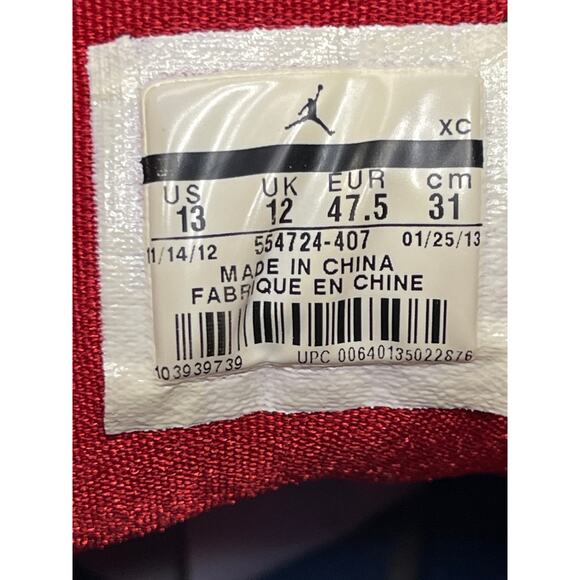 XC
US UK EUR cm
13 12 47.5 31
11/14/12 554724-407 01/25/13
MADE IN CHINA
FABRIQUE EN CHINE
103939739 UPC 00640135022876